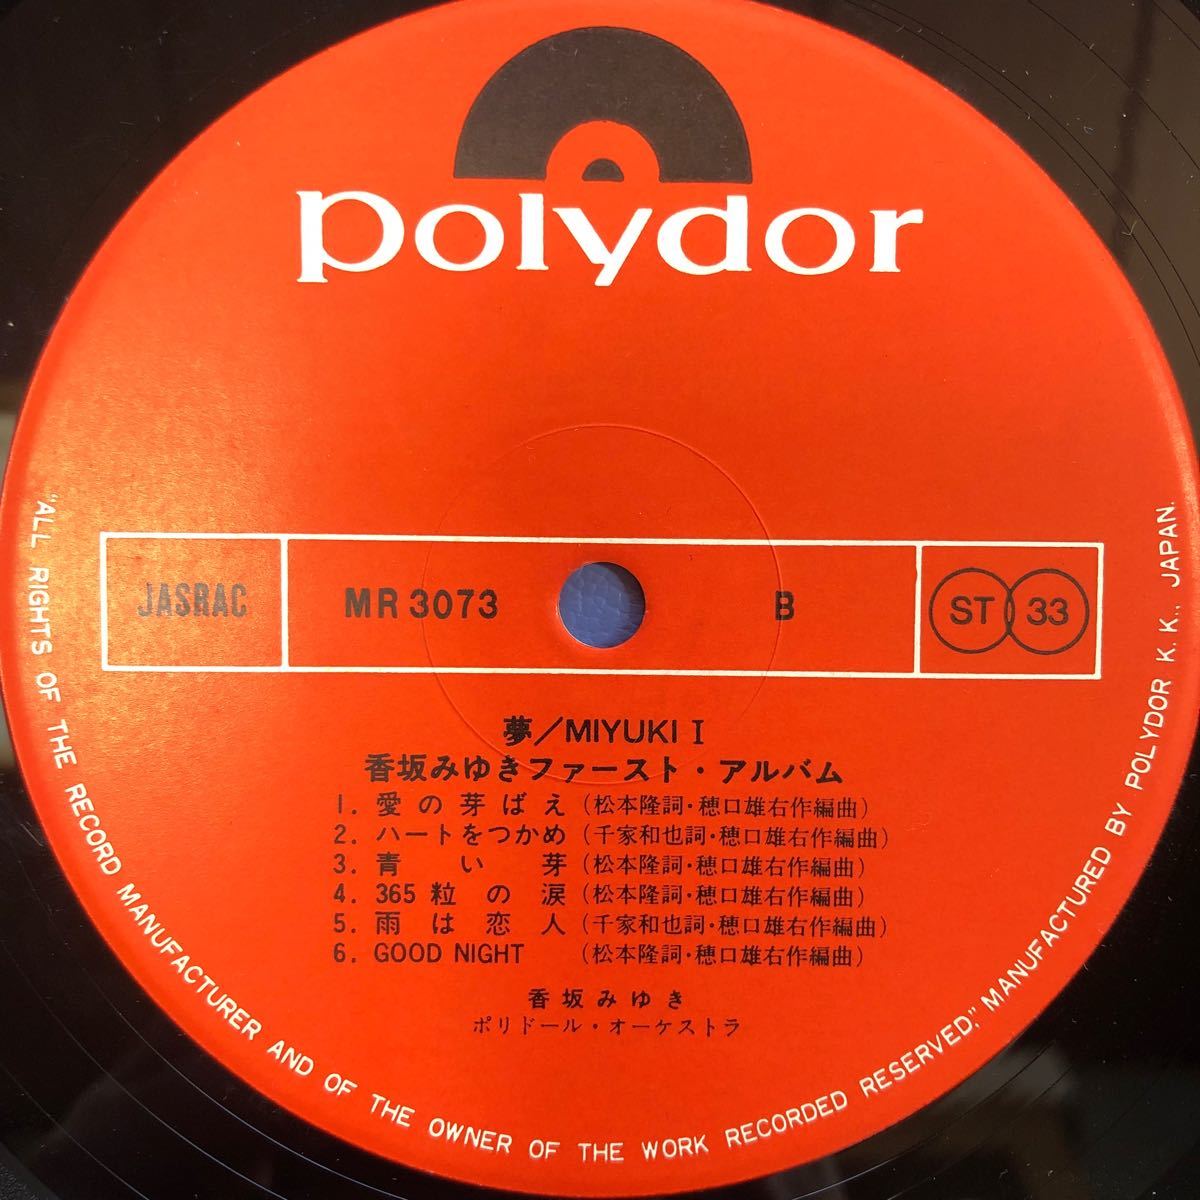 polydor
JASRAC MR 3073 B ST 33
夢／MIYUKI I
香坂みゆきファースト・アルバム
1. 愛の芽ばえ (松本隆詞・穂口雄右作編曲)
2. ハートをつかめ (千家和也詞・穂口雄右作編曲)
3. 青い芽 (松本隆詞・穂口雄右作編曲)
4. 365粒の涙 (松本隆詞・穂口雄右作編曲)
5. 雨は恋人 (千家和也詞・穂口雄右作編曲)
6. GOOD NIGHT (松本隆詞・穂口雄右作編曲)
香坂みゆき
ポリドール・オーケストラ
"ALL RIGHTS OF THE RECORD MANUFACTURER AND OF THE OWNER OF THE WORK RECORDED RESERVED," MANUFACTURED BY POLYDOR K.K., JAPAN.